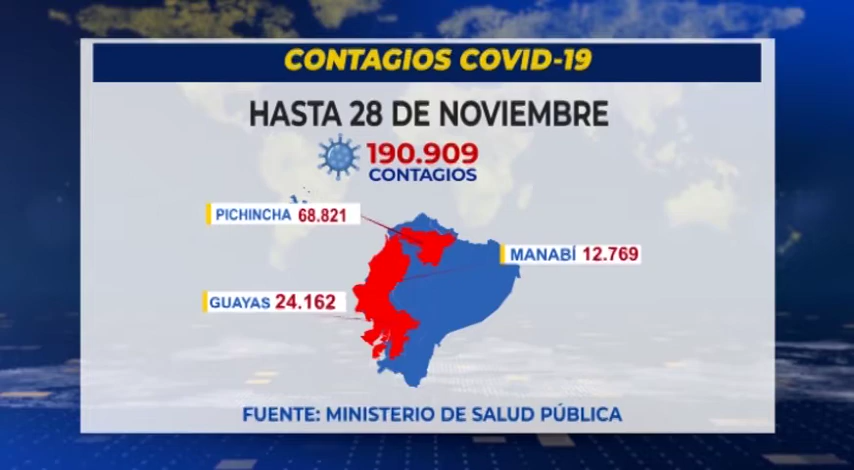 CONTAGIOS COVID-19
HASTA 28 DE NOVIEMBRE
190.909
CONTAGIOS
PICHINCHA 68.821
MANABÍ 12.769
GUAYAS 24.162
FUENTE: MINISTERIO DE SALUD PÚBLICA